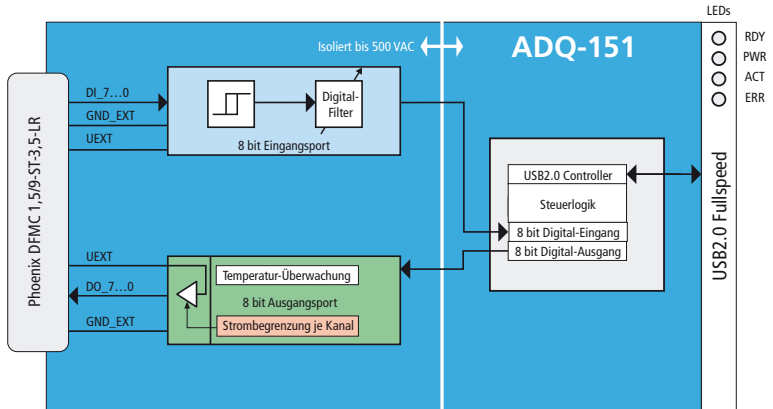 LEDs
RDY
PWR
ACT
ERR
Isoliert bis 500 VAC
ADQ-151
Phoenix DFMC 1,5/9-ST-3,5-LR
DI_7...0
GND_EXT
UEXT
Digital-
Filter
8 bit Eingangsport
USB2.0 Controller
Steuerlogik
8 bit Digital-Eingang
8 bit Digital-Ausgang
USB2.0 Fullspeed
UEXT
DO_7...0
GND_EXT
Temperatur-Überwachung
8 bit Ausgangsport
Strombegrenzung je Kanal